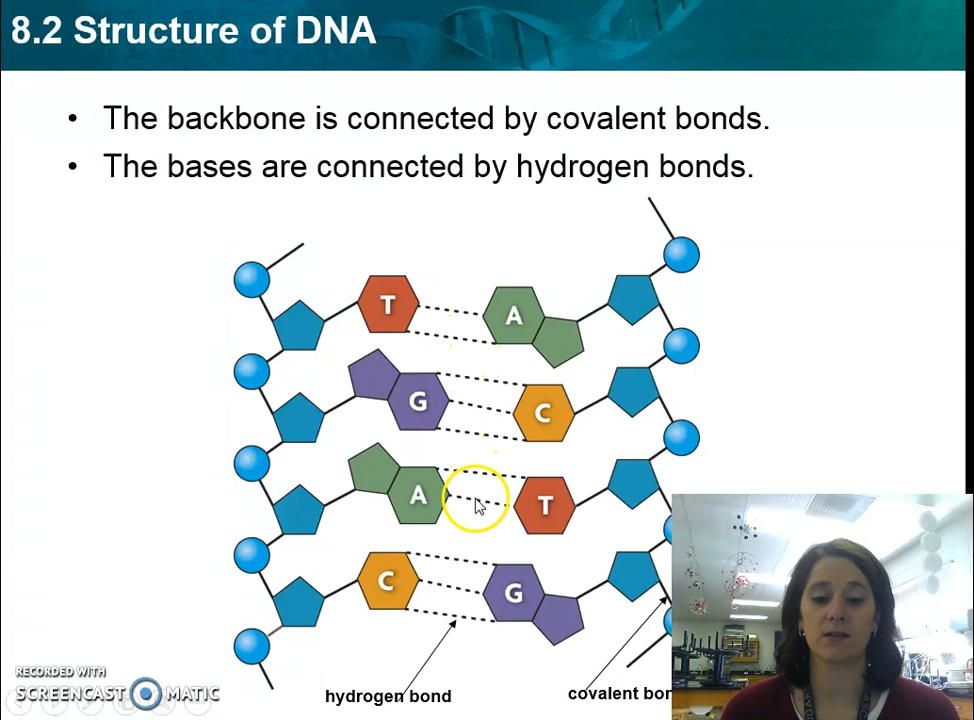 8.2 Structure of DNA
• The backbone is connected by covalent bonds.
• The bases are connected by hydrogen bonds.
T A
G C
A T
C G
hydrogen bond
covalent bon
RECORDED WITH
SCREENCAST MATIC